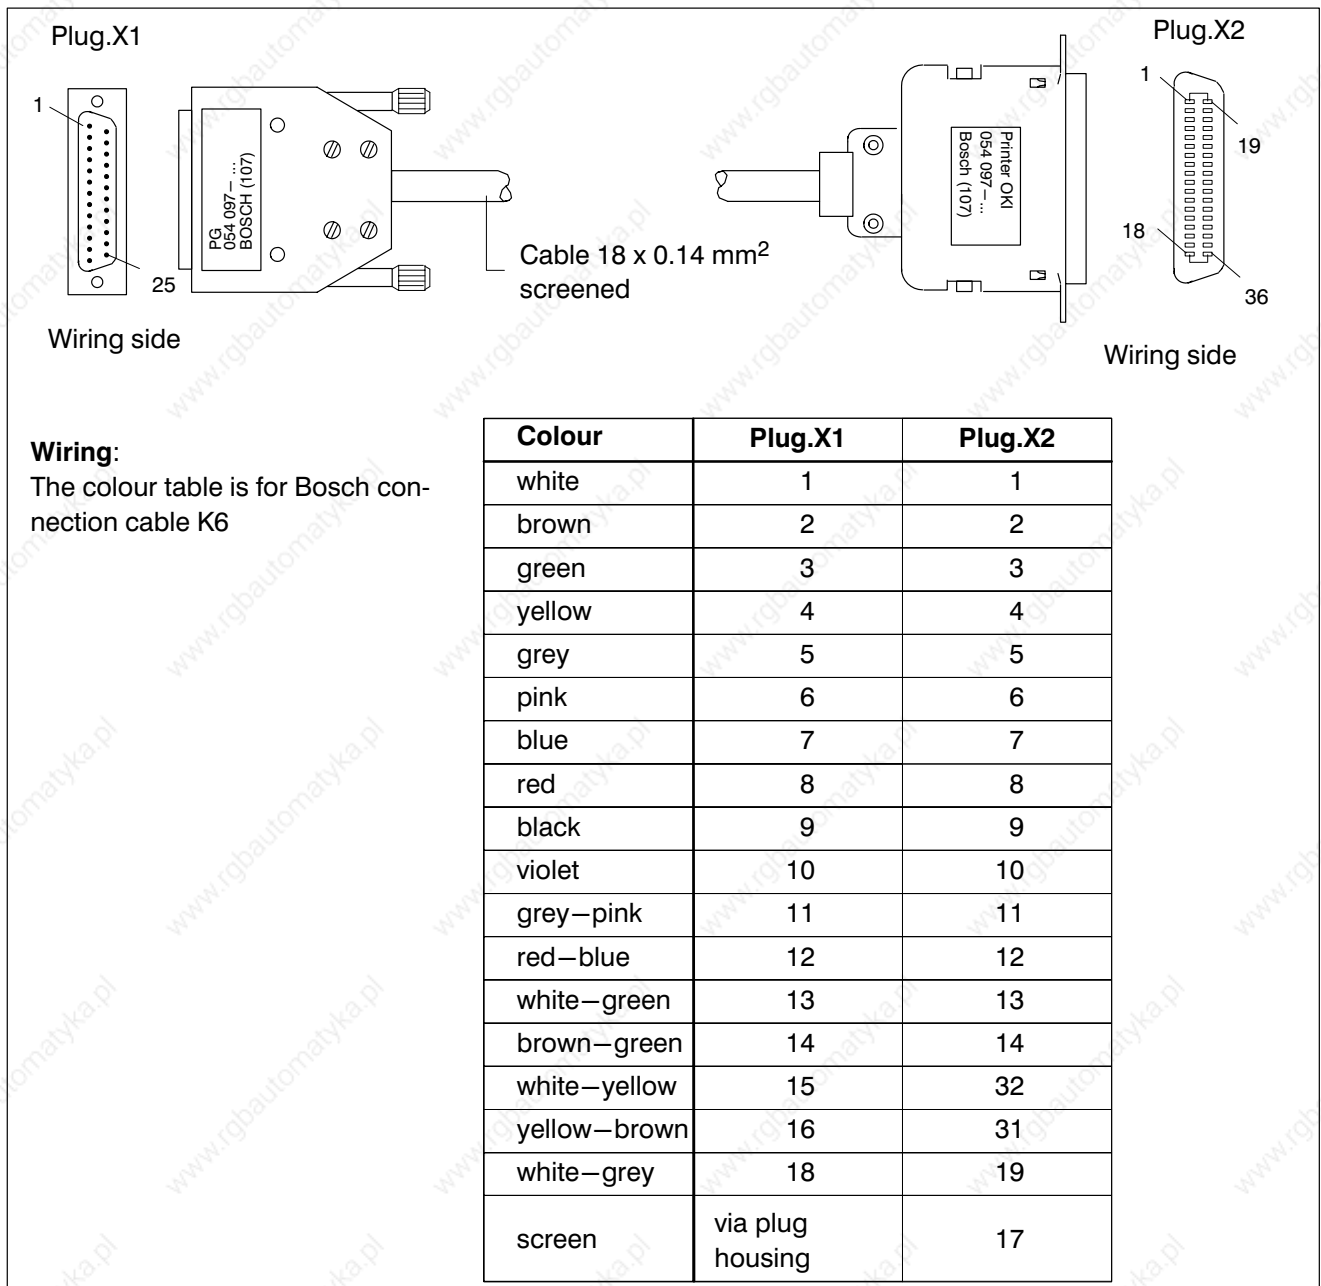 Plug.X1
Plug.X2
1
25
PG
054 097– ...
BOSCH (107)
Wiring side
Cable 18 x 0.14 mm2
screened
Printer OKI
054 097– ...
Bosch (107)
1
19
18
36
Wiring side
Wiring:
The colour table is for Bosch con-
nection cable K6
Colour Plug.X1 Plug.X2
white 1 1
brown 2 2
green 3 3
yellow 4 4
grey 5 5
pink 6 6
blue 7 7
red 8 8
black 9 9
violet 10 10
grey–pink 11 11
red–blue 12 12
white–green 13 13
brown–green 14 14
white–yellow 15 32
yellow–brown 16 31
white–grey 18 19
screen via plug housing 17
www.rgbautomatyka.pl